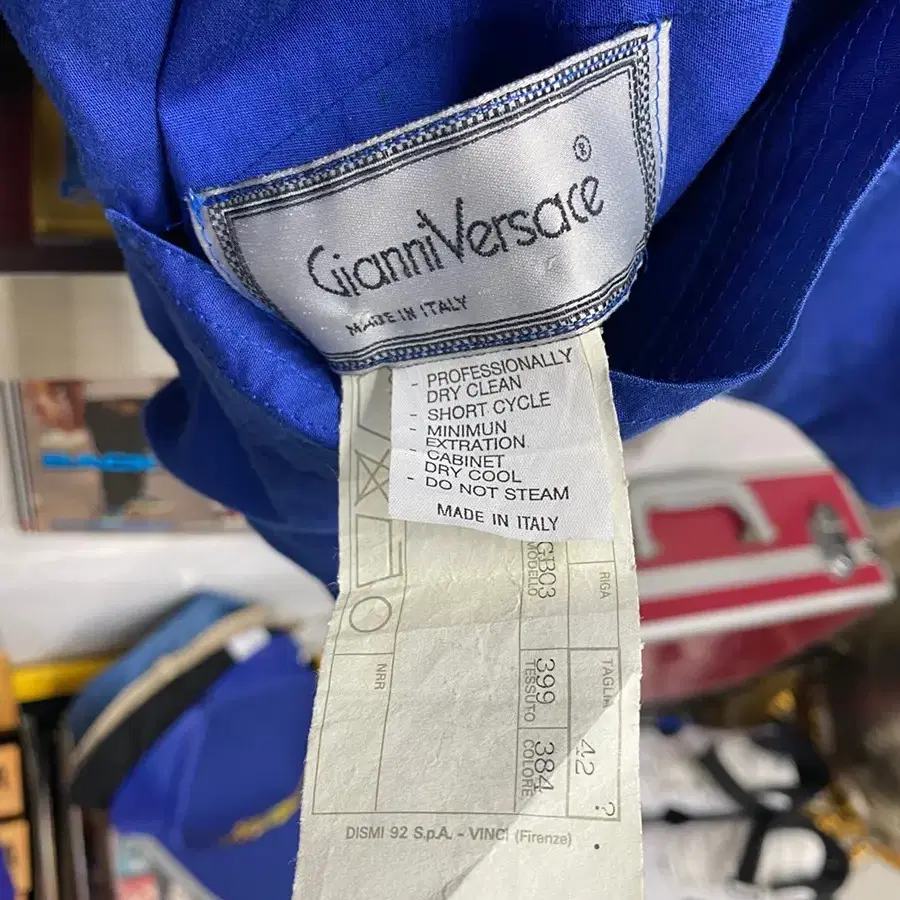 ®
GianniVersace
MADE IN ITALY
- PROFESSIONALLY
DRY CLEAN
- SHORT CYCLE
- MINIMUN
EXTRATION
- CABINET
DRY COOL
- DO NOT STEAM
MADE IN ITALY
GB03
MODELLO
RIGA
399
TESSUTO
384
COLORE
TAGLIA
42
?
NRR
DISMI 92 S.p.A. - VINCI (Firenze)